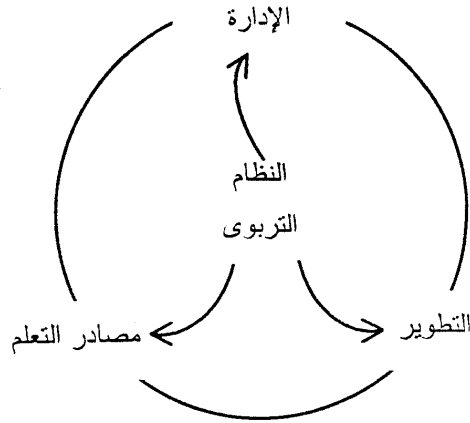 الإدارة
النظام
التربوى
التطوير
مصادر التعلم